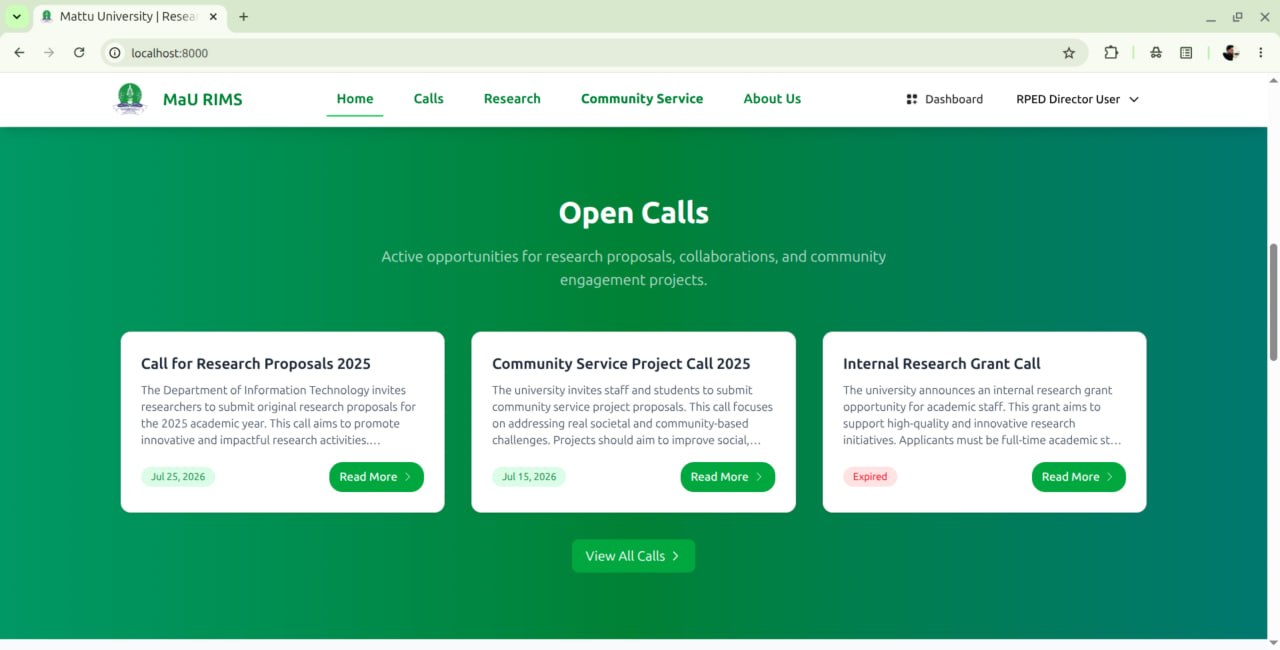 Mattu University | Resea
localhost:8000
MaU RIMS
Home
Calls
Research
Community Service
About Us
Dashboard
RPED Director User
Open Calls
Active opportunities for research proposals, collaborations, and community
engagement projects.
Call for Research Proposals 2025
The Department of Information Technology invites
researchers to submit original research proposals for
the 2025 academic year. This call aims to promote
innovative and impactful research activities....
Jul 25, 2026
Read More
Community Service Project Call 2025
The university invites staff and students to submit
community service project proposals. This call focuses
on addressing real societal and community-based
challenges. Projects should aim to improve social,...
Jul 15, 2026
Read More
Internal Research Grant Call
The university announces an internal research grant
opportunity for academic staff. This grant aims to
support high-quality and innovative research
initiatives. Applicants must be full-time academic st...
Expired
Read More
View All Calls